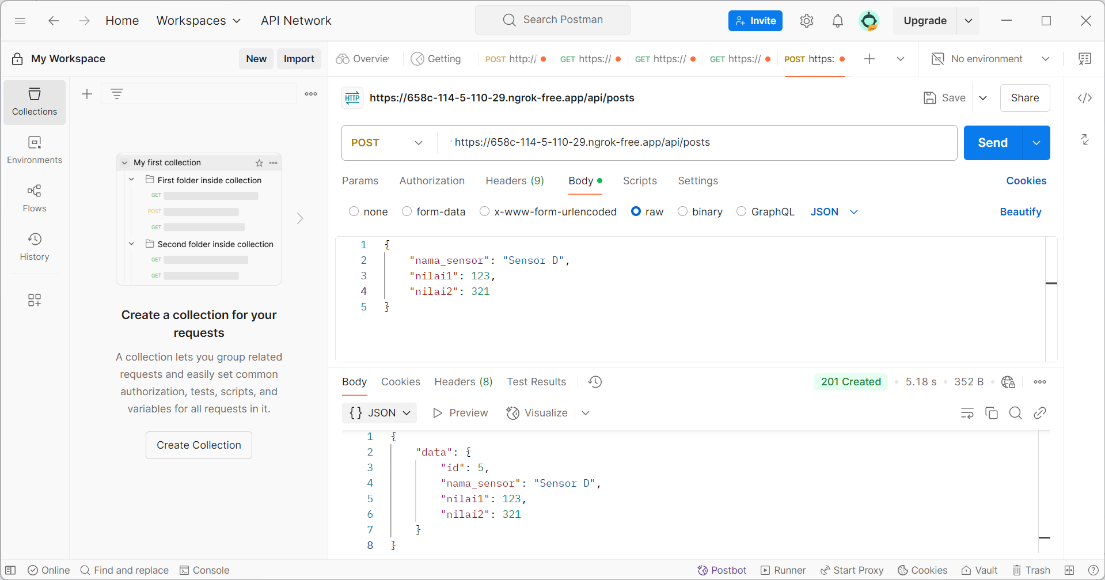 Home Workspaces API Network Search Postman Invite Upgrade
My Workspace New Import Overview Getting POST http:/ GET https:// GET https:/ GET https:/ POST https: No environment
Collections
Environments
Flows
History
My first collection
First folder inside collection
GET
POST
GET
Second folder inside collection
GET
GET
Create a collection for your
requests
A collection lets you group related
requests and easily set common
authorization, tests, scripts, and
variables for all requests in it.
Create Collection
HTTP https://658c-114-5-110-29.ngrok-free.app/api/posts Save Share
POST https://658c-114-5-110-29.ngrok-free.app/api/posts Send
Params Authorization Headers (9) Body Scripts Settings Cookies
none form-data x-www-form-urlencoded raw binary GraphQL JSON Beautify
1 {
2 "nama_sensor": "Sensor D",
3 "nilai1": 123,
4 "nilai2": 321
5 }
Body Cookies Headers (8) Test Results 201 Created 5.18 s 352 B
{} JSON Preview Visualize
1 {
2 "data": {
3 "id": 5,
4 "nama_sensor": "Sensor D",
5 "nilai1": 123,
6 "nilai2": 321
7 }
8 }
Online Find and replace Console Postbot Runner Start Proxy Cookies Vault Trash